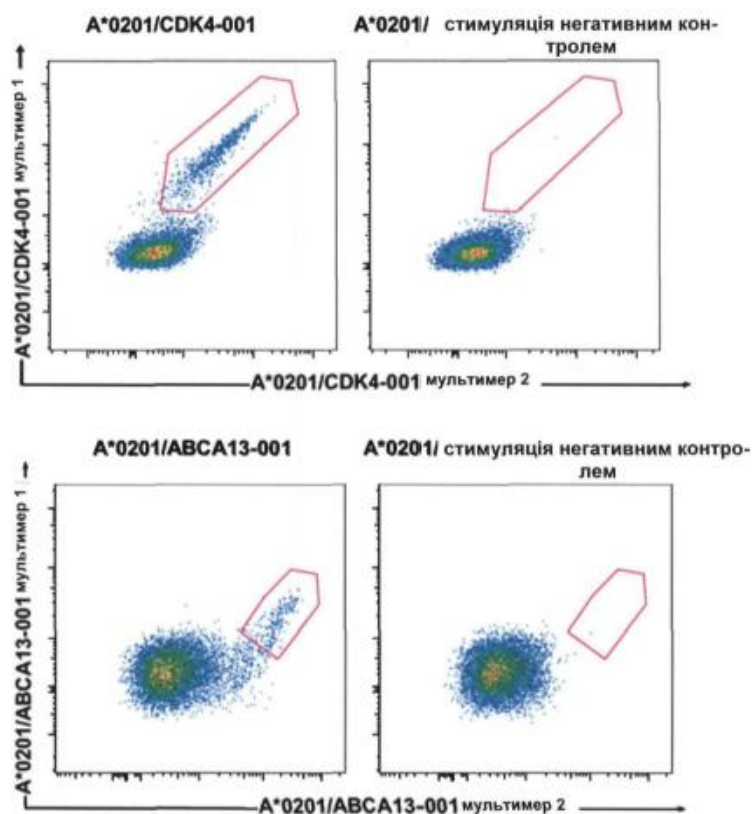 A*0201/CDK4-001
A*0201/ стимуляція негативним кон-
тролем
A*0201/CDK4-001 мультимер 1
A*0201/CDK4-001 мультимер 2
A*0201/ABCA13-001
A*0201/ стимуляція негативним контро-
лем
A*0201/ABCA13-001 мультимер 1
A*0201/ABCA13-001 мультимер 2